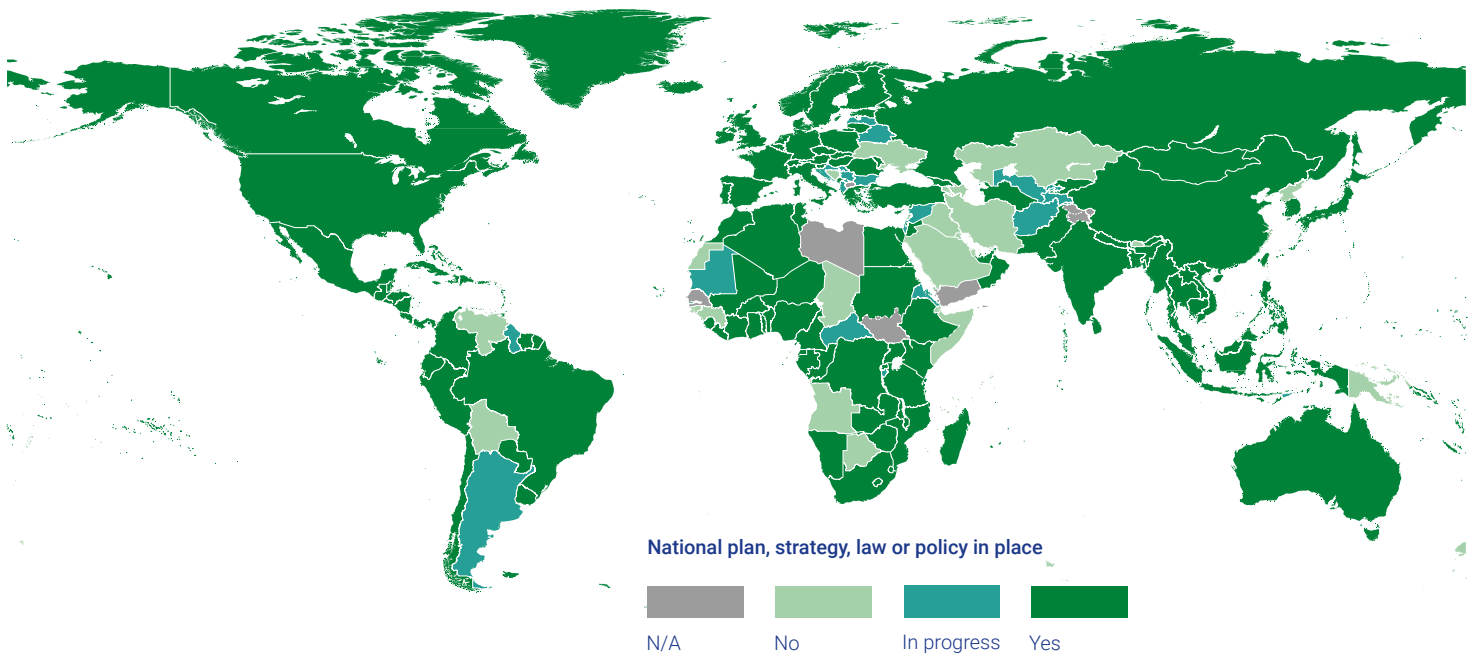 National plan, strategy, law or policy in place
N/A
No
In progress
Yes